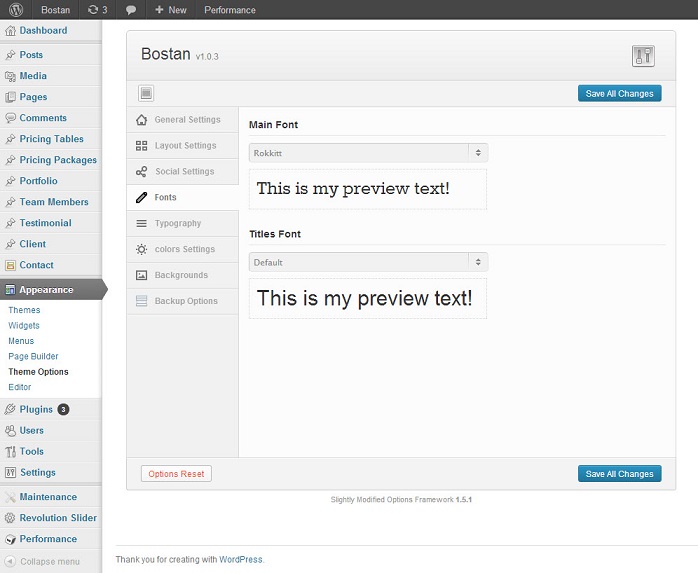 Bostan 3 New Performance
Dashboard
Posts
Media
Pages
Comments
Pricing Tables
Pricing Packages
Portfolio
Team Members
Testimonial
Client
Contact
Appearance
Themes
Widgets
Menus
Page Builder
Theme Options
Editor
Plugins 3
Users
Tools
Settings
Maintenance
Revolution Slider
Performance
Collapse menu
Bostan v1.0.3
Save All Changes
General Settings
Layout Settings
Social Settings
Fonts
Typography
colors Settings
Backgrounds
Backup Options
Main Font
Rokkitt
This is my preview text!
Titles Font
Default
This is my preview text!
Options Reset
Save All Changes
Slightly Modified Options Framework 1.5.1
Thank you for creating with WordPress.